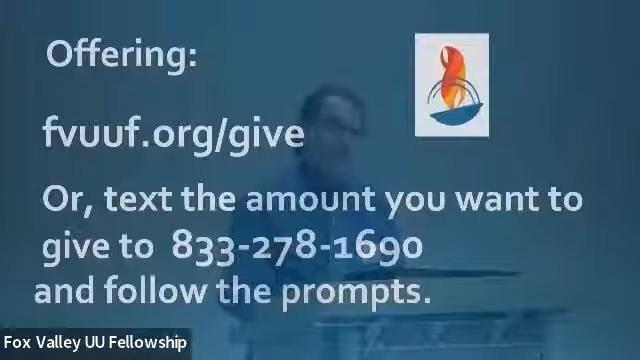 Offering:
fvuuf.org/give
Or, text the amount you want to
give to 833-278-1690
and follow the prompts.
Fox Valley UU Fellowship